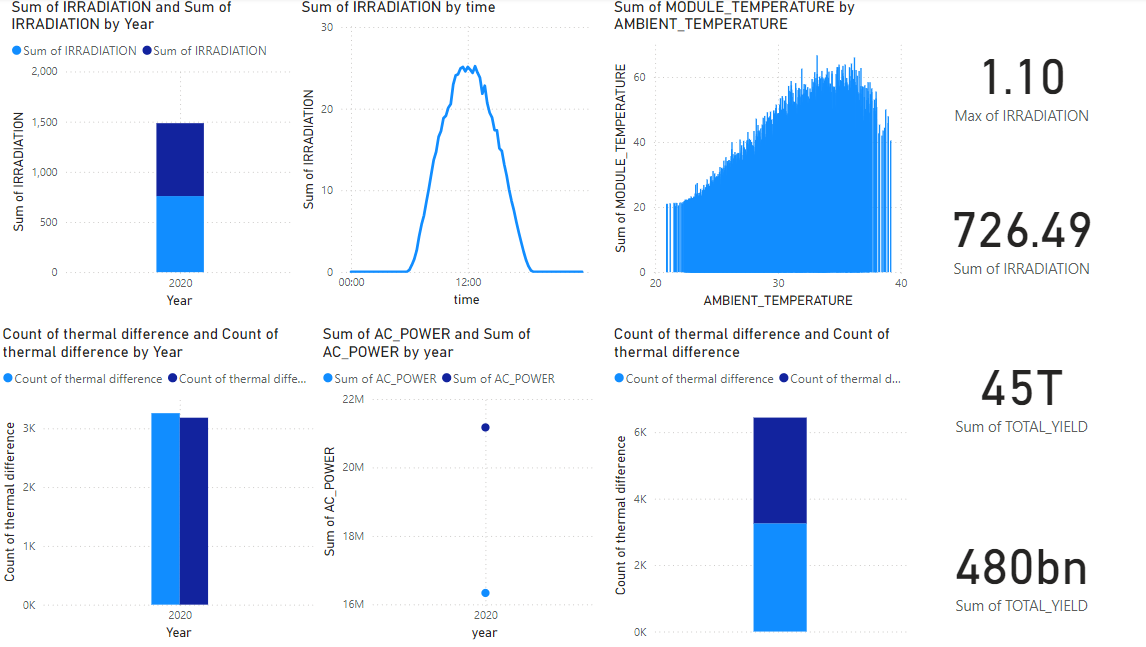 Sum of IRRADIATION and Sum of
IRRADIATION by Year
Sum of IRRADIATION Sum of IRRADIATION
2,000
1,500
1,000
500
0
Sum of IRRADIATION
2020
Year
Sum of IRRADIATION by time
30
20
10
0
Sum of IRRADIATION
00:00 12:00
time
Sum of MODULE_TEMPERATURE by
AMBIENT_TEMPERATURE
60
40
20
0
Sum of MODULE_TEMPERATURE
20 30 40
AMBIENT_TEMPERATURE
1.10
Max of IRRADIATION
726.49
Sum of IRRADIATION
Count of thermal difference and Count of
thermal difference by Year
Count of thermal difference Count of thermal diffe...
3K
2K
1K
0K
Count of thermal difference
2020
Year
Sum of AC_POWER and Sum of
AC_POWER by year
Sum of AC_POWER Sum of AC_POWER
22M
20M
18M
16M
Sum of AC_POWER
2020
year
Count of thermal difference and Count of
thermal difference
Count of thermal difference Count of thermal d...
6K
4K
2K
0K
Count of thermal difference
45T
Sum of TOTAL_YIELD
480bn
Sum of TOTAL_YIELD